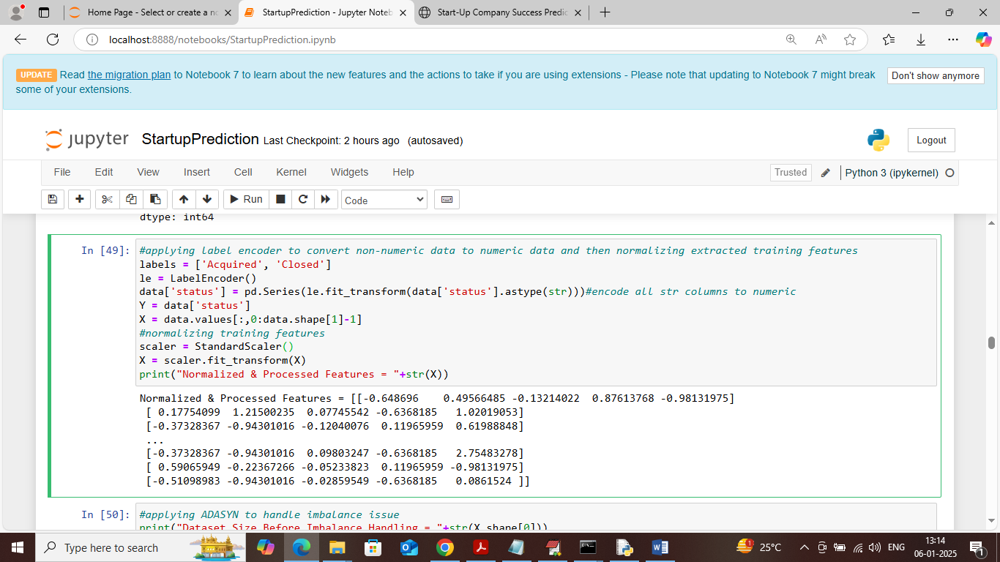 Home Page - Select or create a no
StartupPrediction - Jupyter Noteb
Start-Up Company Success Predic
localhost:8888/notebooks/StartupPrediction.ipynb
UPDATE Read the migration plan to Notebook 7 to learn about the new features and the actions to take if you are using extensions - Please note that updating to Notebook 7 might break
some of your extensions.
Don't show anymore
jupyter StartupPrediction Last Checkpoint: 2 hours ago (autosaved)
Logout
File Edit View Insert Cell Kernel Widgets Help
Trusted
Python 3 (ipykernel)
Run
Code
dtype: int64
In [49]:
#applying label encoder to convert non-numeric data to numeric data and then normalizing extracted training features
labels = ['Acquired', 'Closed']
le = LabelEncoder()
data['status'] = pd.Series(le.fit_transform(data['status'].astype(str)))#encode all str columns to numeric
Y = data['status']
X = data.values[:,0:data.shape[1]-1]
#normalizing training features
scaler = StandardScaler()
X = scaler.fit_transform(X)
print("Normalized & Processed Features = "+str(X))
Normalized & Processed Features = [[-0.648696    0.49566485 -0.13214022  0.87613768 -0.98131975]
 [ 0.17754099  1.21500235  0.07745542 -0.6368185   1.02019053]
 [-0.37328367 -0.94301016 -0.12040076  0.11965959  0.61988848]
 ...
 [-0.37328367 -0.94301016  0.09803247 -0.6368185   2.75483278]
 [ 0.59065949 -0.22367266 -0.05233823  0.11965959 -0.98131975]
 [-0.51098983 -0.94301016 -0.02859549 -0.6368185   0.0861524 ]]
In [50]:
#applying ADASYN to handle imbalance issue
print("Dataset Size Before Imbalance Handling = "+str(X.shape[0]))
Type here to search
25°C
ENG
13:14
06-01-2025
1